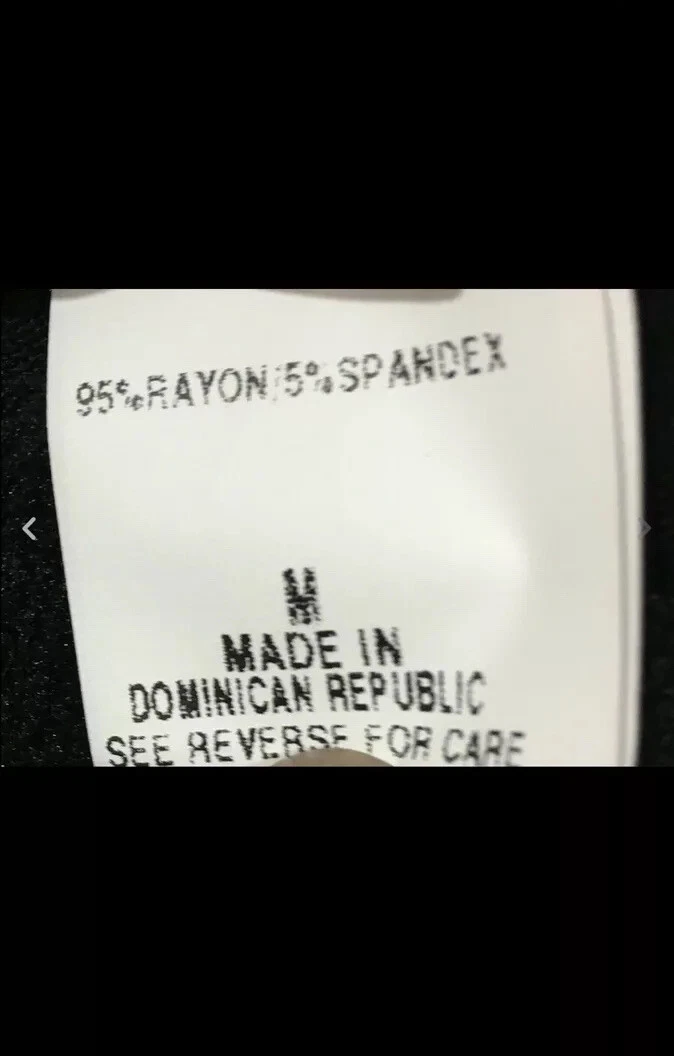 95%RAYON/5%SPANDEX
M
MADE IN
DOMINICAN REPUBLIC
SEE REVERSE FOR CARE